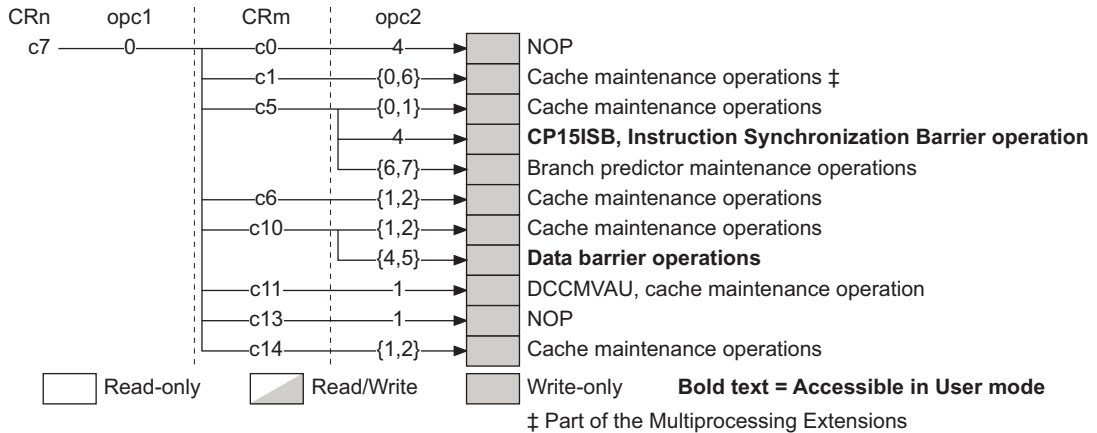 CRn opc1 CRm opc2
c7 0 c0 4 NOP
c1 {0,6} Cache maintenance operations ‡
c5 {0,1} Cache maintenance operations
4 CP15ISB, Instruction Synchronization Barrier operation
{6,7} Branch predictor maintenance operations
c6 {1,2} Cache maintenance operations
c10 {1,2} Cache maintenance operations
{4,5} Data barrier operations
c11 1 DCCMVAU, cache maintenance operation
c13 1 NOP
c14 {1,2} Cache maintenance operations
Read-only Read/Write Write-only Bold text = Accessible in User mode
‡ Part of the Multiprocessing Extensions